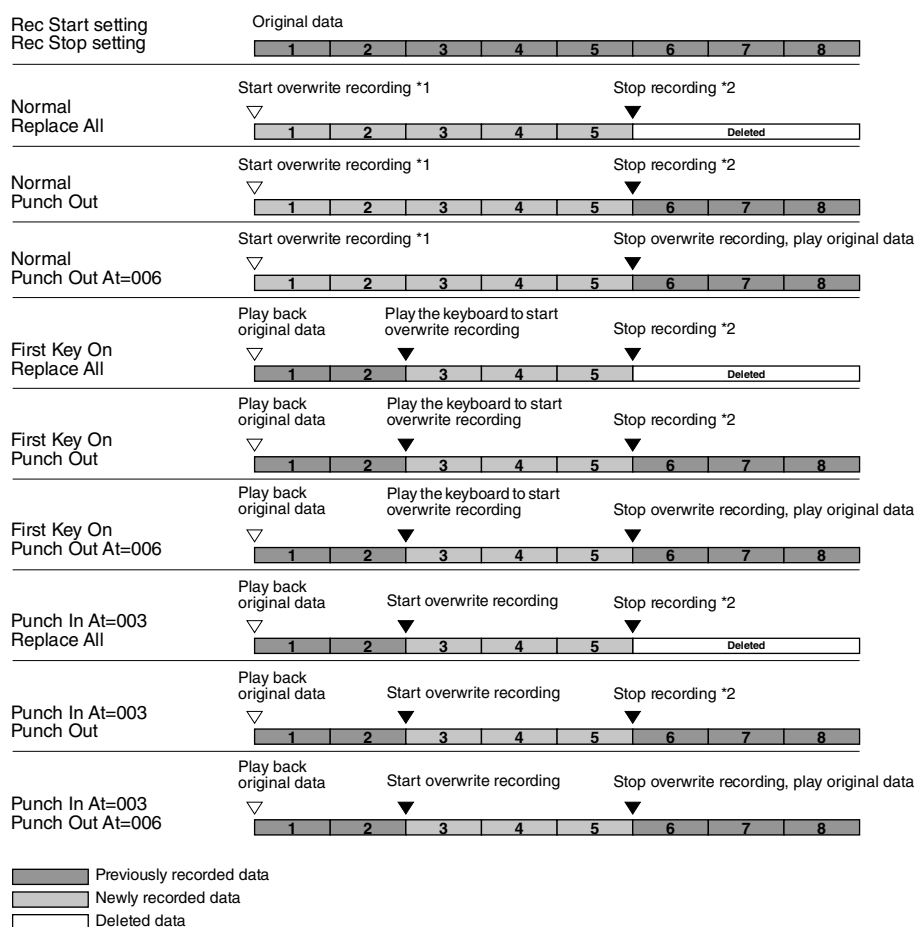 Rec Start setting
Rec Stop setting
Original data
1 2 3 4 5 6 7 8
Normal
Replace All
Start overwrite recording *1
Stop recording *2
1 2 3 4 5 Deleted
Normal
Punch Out
Start overwrite recording *1
Stop recording *2
1 2 3 4 5 6 7 8
Normal
Punch Out At=006
Start overwrite recording *1
Stop overwrite recording, play original data
1 2 3 4 5 6 7 8
First Key On
Replace All
Play back
original data
Play the keyboard to start
overwrite recording
Stop recording *2
1 2 3 4 5 Deleted
First Key On
Punch Out
Play back
original data
Play the keyboard to start
overwrite recording
Stop recording *2
1 2 3 4 5 6 7 8
First Key On
Punch Out At=006
Play back
original data
Play the keyboard to start
overwrite recording
Stop overwrite recording, play original data
1 2 3 4 5 6 7 8
Punch In At=003
Replace All
Play back
original data
Start overwrite recording
Stop recording *2
1 2 3 4 5 Deleted
Punch In At=003
Punch Out
Play back
original data
Start overwrite recording
Stop recording *2
1 2 3 4 5 6 7 8
Punch In At=003
Punch Out At=006
Play back
original data
Start overwrite recording
Stop overwrite recording, play original data
1 2 3 4 5 6 7 8
Previously recorded data
Newly recorded data
Deleted data